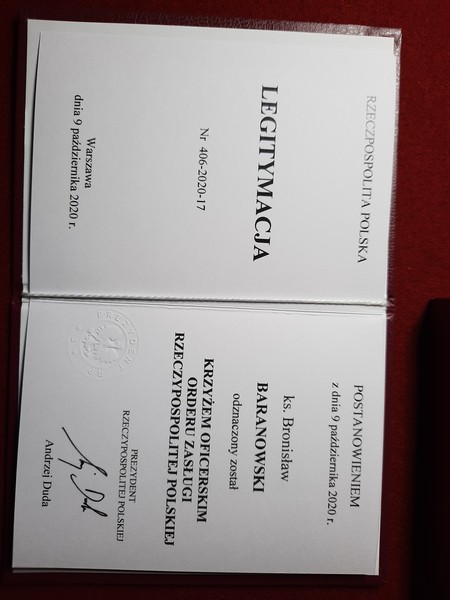 RZECZPOSPOLITA POLSKA
LEGITYMACJA
Nr 406-2020-17
Warszawa
dnia 9 października 2020 r.
POSTANOWIENIEM
z dnia 9 października 2020 r.
ks. Bronisław
BARANOWSKI
odznaczony został
KRZYŻEM OFICERSKIM
ORDERU ZASŁUGI
RZECZYPOSPOLITEJ POLSKIEJ
PREZYDENT
RZECZYPOSPOLITEJ POLSKIEJ
Andrzej Duda